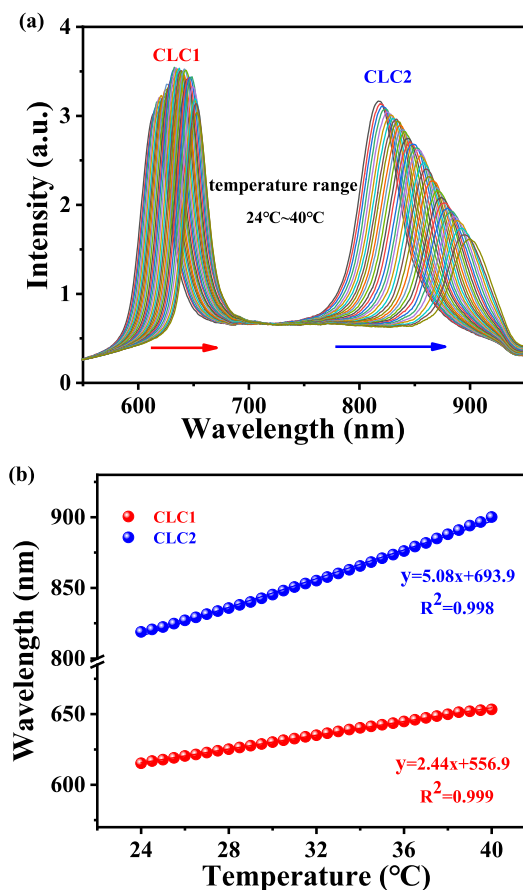 (a)
4
3
2
1
0
Intensity (a.u.)
CLC1
CLC2
temperature range
24℃~40℃
600
700
800
900
Wavelength (nm)
(b)
900
850
800
650
600
Wavelength (nm)
CLC1
CLC2
y=5.08x+693.9
R²=0.998
y=2.44x+556.9
R²=0.999
24
28
32
36
40
Temperature (℃)